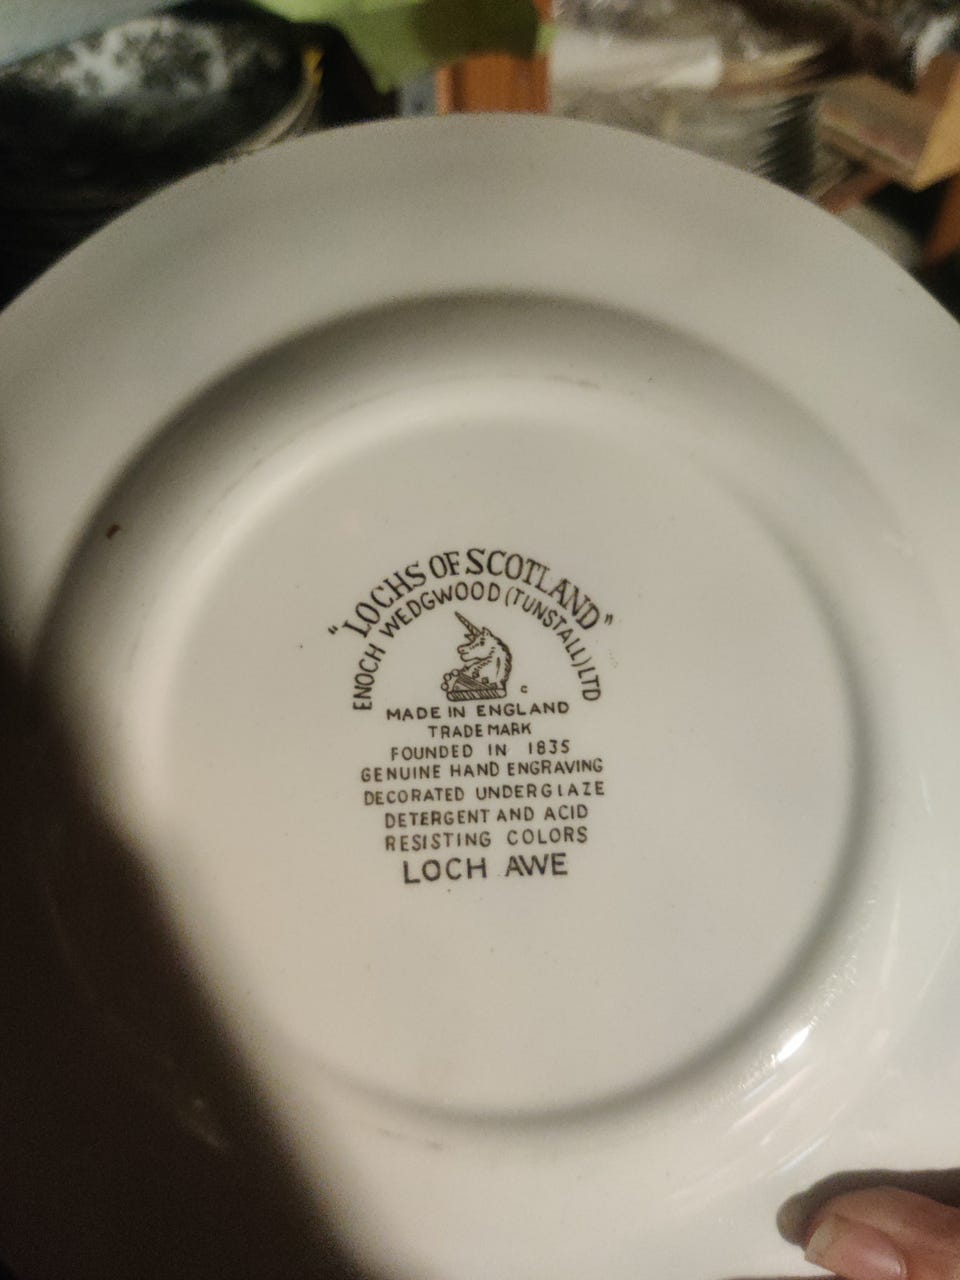 "LOCHS OF SCOTLAND"
ENOCH WEDGWOOD (TUNSTALL) LTD
C
MADE IN ENGLAND
TRADE MARK
FOUNDED IN 1835
GENUINE HAND ENGRAVING
DECORATED UNDERGLAZE
DETERGENT AND ACID
RESISTING COLORS
LOCH AWE